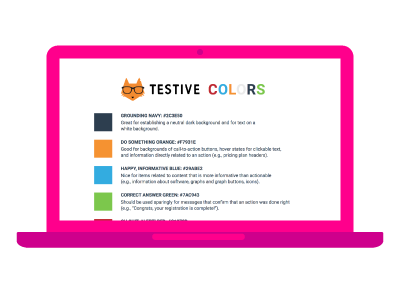 TESTIVE COLORS
GROUNDING NAVY: #2C3E50
Great for establishing a neutral dark background and for text on a
white background.
DO SOMETHING ORANGE: #F7931E
Good for backgrounds of call-to-action buttons, hover states for clickable text,
and information directly related to an action (e.g., pricing plan headers).
HAPPY, INFORMATIVE BLUE: #29ABE2
Nice for items related to content that is more informative than actionable
(e.g., information about software, graphs and graph buttons, icons).
CORRECT ANSWER GREEN: #7AC943
Should be used sparingly for messages that confirm that an action was done right
(e.g., "Congrats, your registration is complete!").